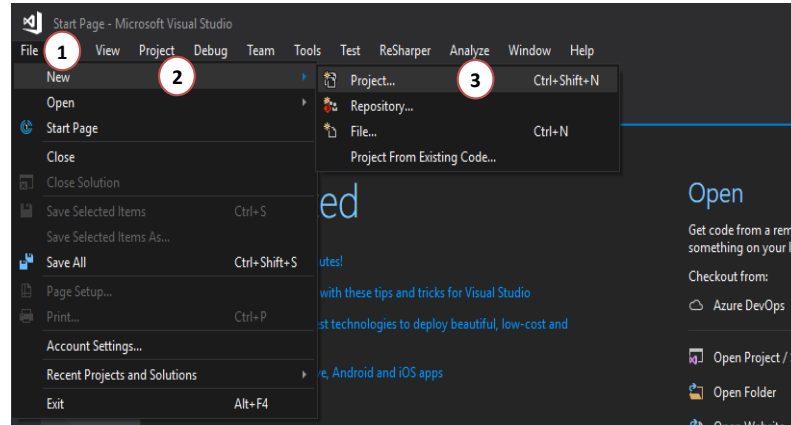 Start Page - Microsoft Visual Studio
File 1 View Project Debug Team Tools Test ReSharper Analyze Window Help
New 2
Project... 3 Ctrl+Shift+N
Repository...
File... Ctrl+N
Project From Existing Code...
Open
Start Page
Close
Close Solution
Save Selected Items Ctrl+S
Save Selected Items As...
Save All Ctrl+Shift+S
Page Setup...
Print... Ctrl+P
Account Settings...
Recent Projects and Solutions
Exit Alt+F4
ed
utes!
with these tips and tricks for Visual Studio
est technologies to deploy beautiful, low-cost and
e, Android and iOS apps
Open
Get code from a rem
something on your l
Checkout from:
Azure DevOps
Open Project /
Open Folder
Open Website